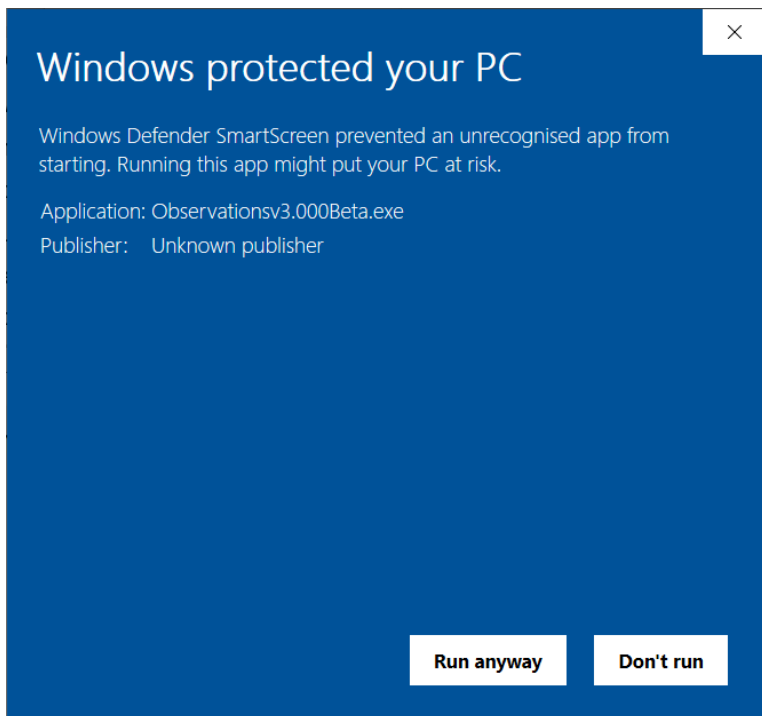 Windows protected your PC
Windows Defender SmartScreen prevented an unrecognised app from
starting. Running this app might put your PC at risk.
Application: Observationsv3.000Beta.exe
Publisher: Unknown publisher
Run anyway
Don't run